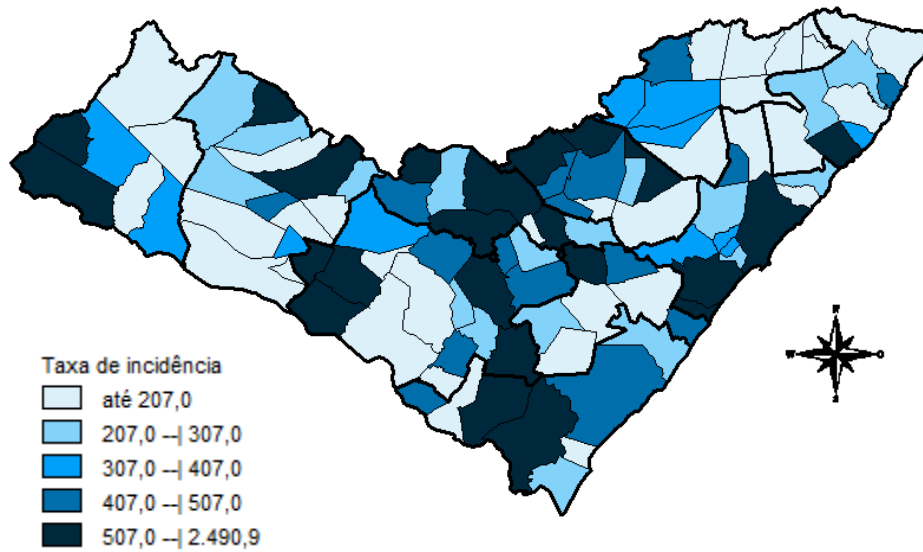 Taxa de incidência
até 207,0
207,0 --| 307,0
307,0 --| 407,0
407,0 --| 507,0
507,0 --| 2.490,9